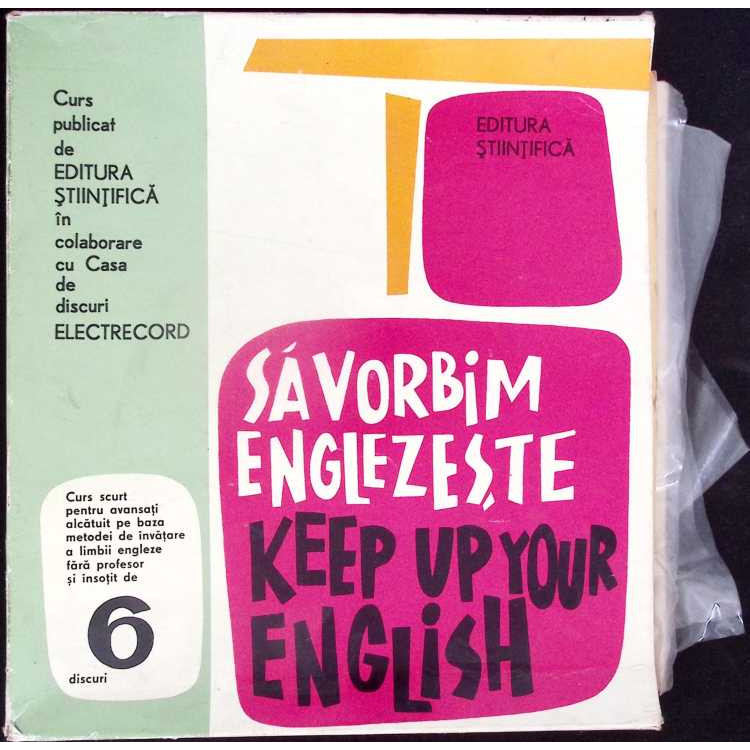 Curs
publicat
de
EDITURA
ŞTIINŢIFICĂ
în
colaborare
cu Casa
de
discuri
ELECTRECORD
EDITURA
ŞTIINŢIFICĂ
SĂ VORBIM
ENGLEZEŞTE
KEEP UP YOUR
ENGLISH
Curs scurt
pentru avansaţi
alcătuit pe baza
metodei de învăţare
a limbii engleze
fără profesor
şi însoţit de
6
discuri